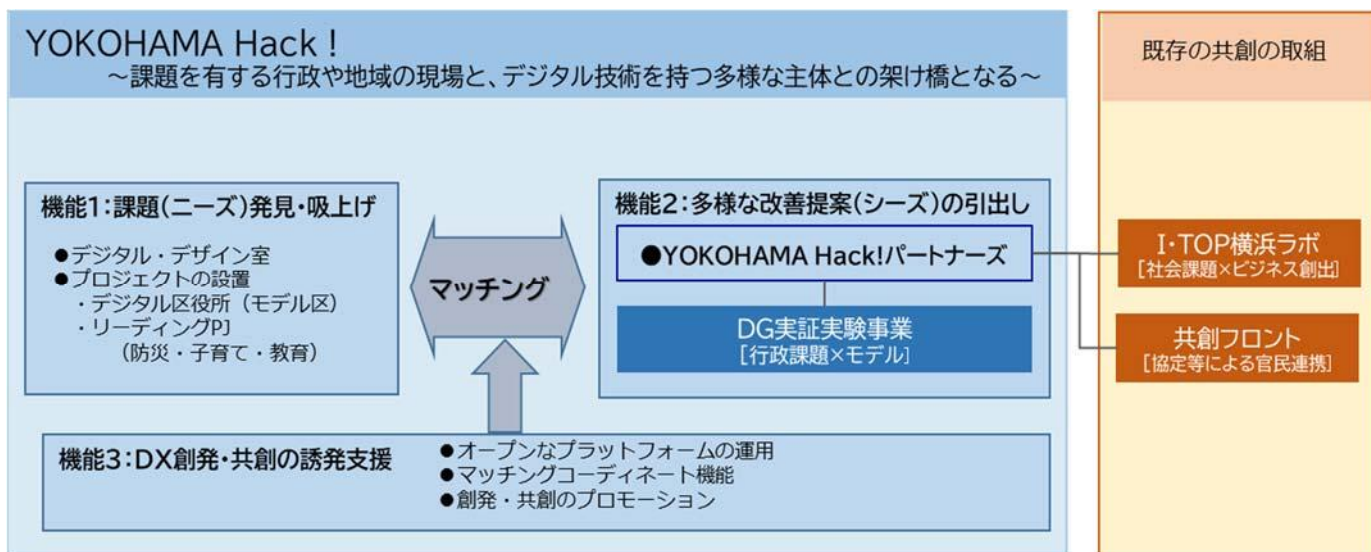 YOKOHAMA Hack！
～課題を有する行政や地域の現場と、デジタル技術を持つ多様な主体との架け橋となる～
既存の共創の取組
機能1：課題(ニーズ)発見・吸上げ
●デジタル・デザイン室
●プロジェクトの設置
・デジタル区役所（モデル区）
・リーディングPJ
（防災・子育て・教育）
マッチング
機能2：多様な改善提案(シーズ)の引出し
●YOKOHAMA Hack!パートナーズ
DG実証実験事業
[行政課題×モデル]
I・TOP横浜ラボ
[社会課題×ビジネス創出]
共創フロント
[協定等による官民連携]
機能3：DX創発・共創の誘発支援
●オープンなプラットフォームの運用
●マッチングコーディネート機能
●創発・共創のプロモーション